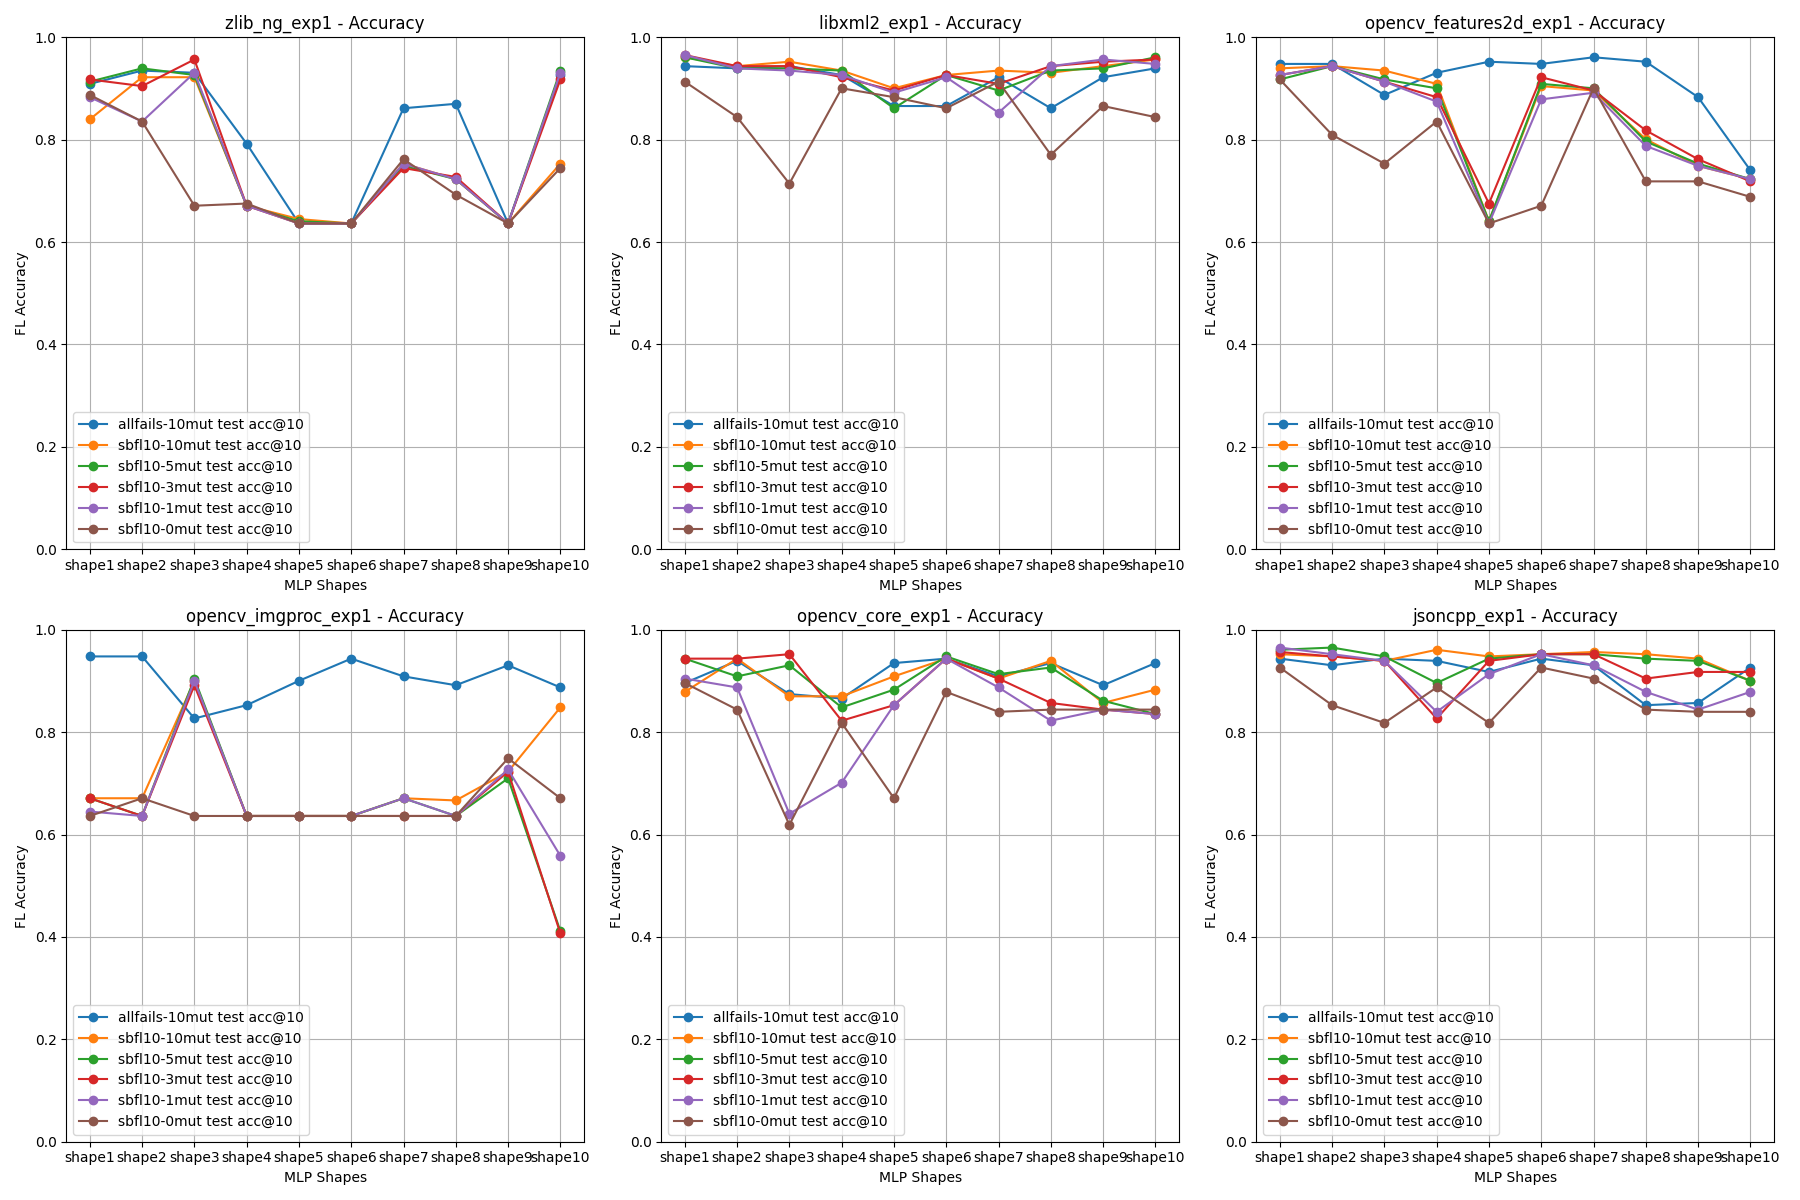 zlib_ng_exp1 - Accuracy
FL Accuracy
1.0
0.8
0.6
0.4
0.2
0.0
allfails-10mut test acc@10
sbfl10-10mut test acc@10
sbfl10-5mut test acc@10
sbfl10-3mut test acc@10
sbfl10-1mut test acc@10
sbfl10-0mut test acc@10
shape1 shape2 shape3 shape4 shape5 shape6 shape7 shape8 shape9 shape10
MLP Shapes
libxml2_exp1 - Accuracy
FL Accuracy
1.0
0.8
0.6
0.4
0.2
0.0
allfails-10mut test acc@10
sbfl10-10mut test acc@10
sbfl10-5mut test acc@10
sbfl10-3mut test acc@10
sbfl10-1mut test acc@10
sbfl10-0mut test acc@10
shape1 shape2 shape3 shape4 shape5 shape6 shape7 shape8 shape9 shape10
MLP Shapes
opencv_features2d_exp1 - Accuracy
FL Accuracy
1.0
0.8
0.6
0.4
0.2
0.0
allfails-10mut test acc@10
sbfl10-10mut test acc@10
sbfl10-5mut test acc@10
sbfl10-3mut test acc@10
sbfl10-1mut test acc@10
sbfl10-0mut test acc@10
shape1 shape2 shape3 shape4 shape5 shape6 shape7 shape8 shape9 shape10
MLP Shapes
opencv_imgproc_exp1 - Accuracy
FL Accuracy
1.0
0.8
0.6
0.4
0.2
0.0
allfails-10mut test acc@10
sbfl10-10mut test acc@10
sbfl10-5mut test acc@10
sbfl10-3mut test acc@10
sbfl10-1mut test acc@10
sbfl10-0mut test acc@10
shape1 shape2 shape3 shape4 shape5 shape6 shape7 shape8 shape9 shape10
MLP Shapes
opencv_core_exp1 - Accuracy
FL Accuracy
1.0
0.8
0.6
0.4
0.2
0.0
allfails-10mut test acc@10
sbfl10-10mut test acc@10
sbfl10-5mut test acc@10
sbfl10-3mut test acc@10
sbfl10-1mut test acc@10
sbfl10-0mut test acc@10
shape1 shape2 shape3 shape4 shape5 shape6 shape7 shape8 shape9 shape10
MLP Shapes
jsoncpp_exp1 - Accuracy
FL Accuracy
1.0
0.8
0.6
0.4
0.2
0.0
allfails-10mut test acc@10
sbfl10-10mut test acc@10
sbfl10-5mut test acc@10
sbfl10-3mut test acc@10
sbfl10-1mut test acc@10
sbfl10-0mut test acc@10
shape1 shape2 shape3 shape4 shape5 shape6 shape7 shape8 shape9 shape10
MLP Shapes